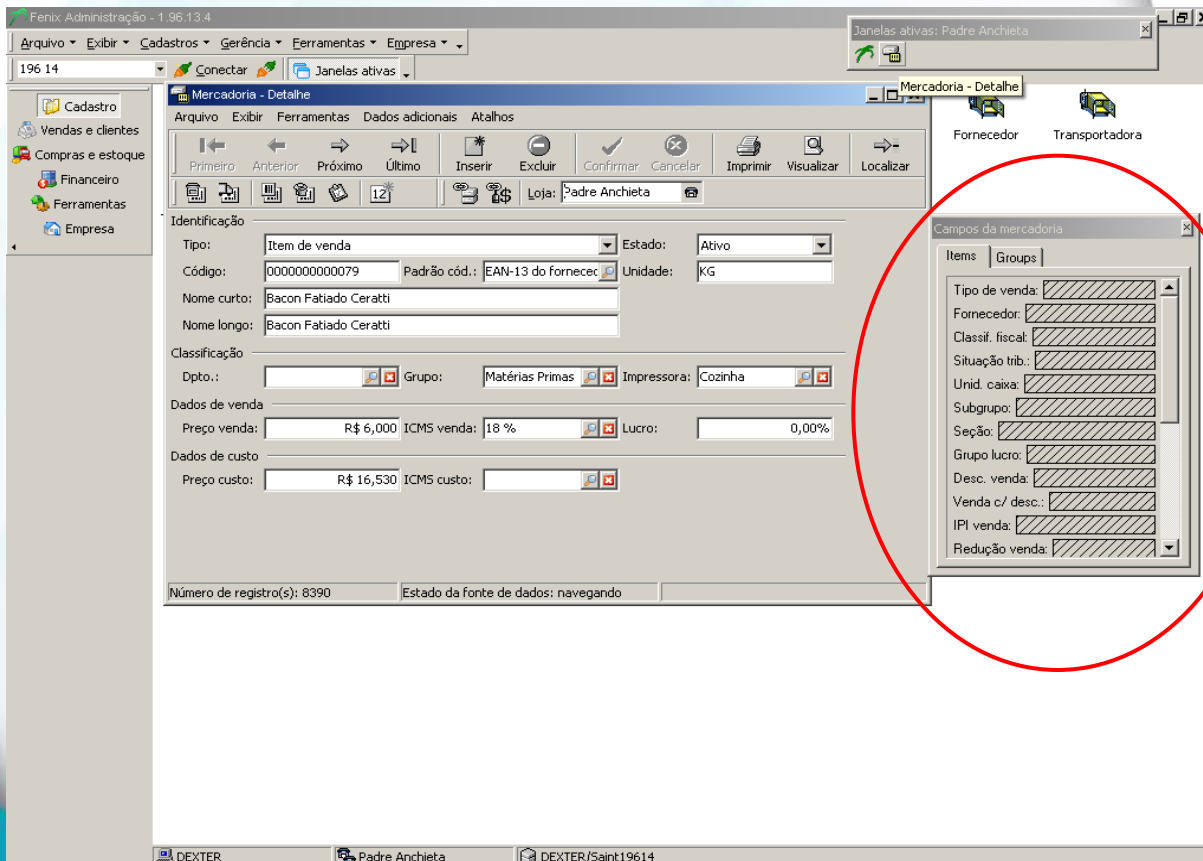 Fenix Administração - 1.96.13.4
Janelas ativas: Padre Anchieta
Arquivo Exibir Cadastros Gerência Ferramentas Empresa
196 14 Conectar Janelas ativas
Mercadoria - Detalhe
Cadastro
Vendas e clientes
Compras e estoque
Financeiro
Ferramentas
Empresa
Mercadoria - Detalhe
Fornecedor Transportadora
Arquivo Exibir Ferramentas Dados adicionais Atalhos
Primeiro Anterior Próximo Último Inserir Excluir Confirmar Cancelar Imprimir Visualizar Localizar
12 Loja: Padre Anchieta
Identificação
Tipo: Item de venda Estado: Ativo
Código: 0000000000079 Padrão cód.: EAN-13 do fornecec Unidade: KG
Nome curto: Bacon Fatiado Ceratti
Nome longo: Bacon Fatiado Ceratti
Classificação
Dpto.: Grupo: Matérias Primas Impressora: Cozinha
Dados de venda
Preço venda: R$ 6,000 ICMS venda: 18 % Lucro: 0,00%
Dados de custo
Preço custo: R$ 16,530 ICMS custo:
Número de registro(s): 8390 Estado da fonte de dados: navegando
Campos da mercadoria
Items Groups
Tipo de venda:
Fornecedor:
Classif. fiscal:
Situação trib.:
Unid. caixa:
Subgrupo:
Seção:
Grupo lucro:
Desc. venda:
Venda c/ desc.:
IPI venda:
Redução venda:
DEXTER Padre Anchieta DEXTER/Saint19614